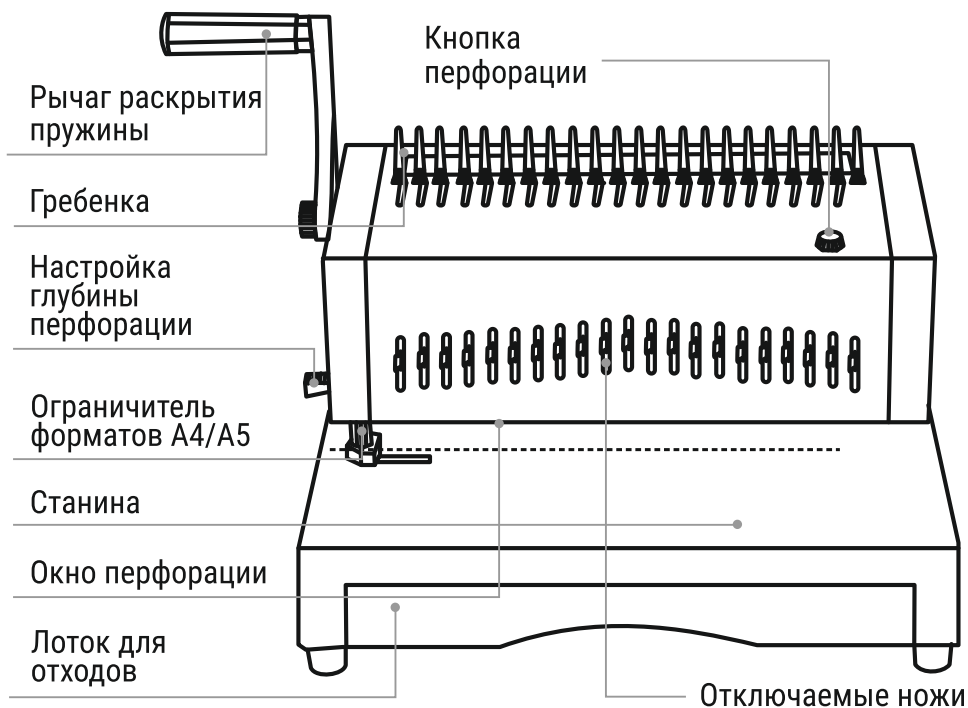 Кнопка
перфорации
Рычаг раскрытия
пружины
Гребенка
Настройка
глубины
перфорации
Ограничитель
форматов А4/А5
Станина
Окно перфорации
Лоток для
отходов
Отключаемые ножи